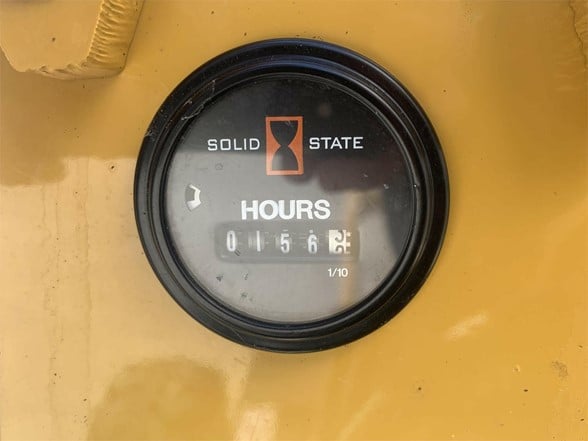 SOLID STATE
HOURS
0156
1/10